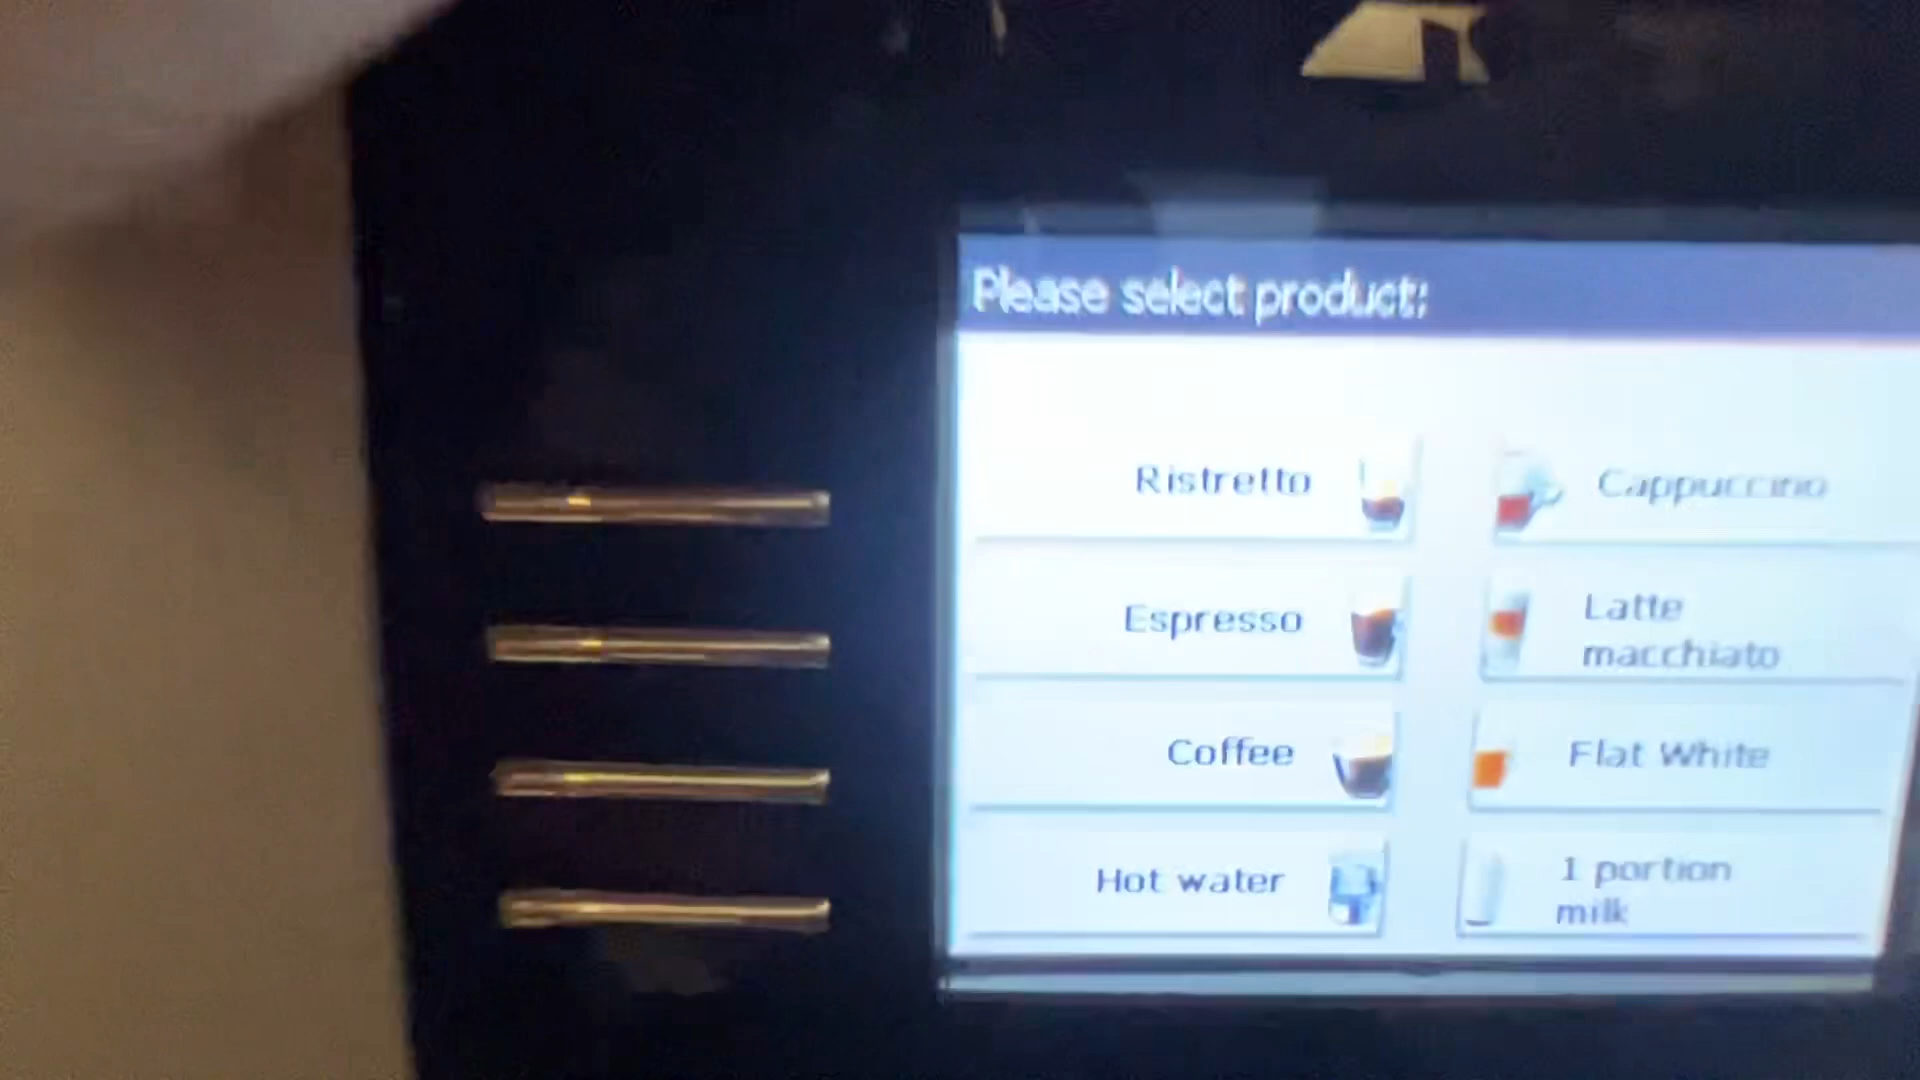 Please select product:
Ristretto
Cappuccino
Espresso
Latte
macchiato
Coffee
Flat White
Hot water
1 portion
milk